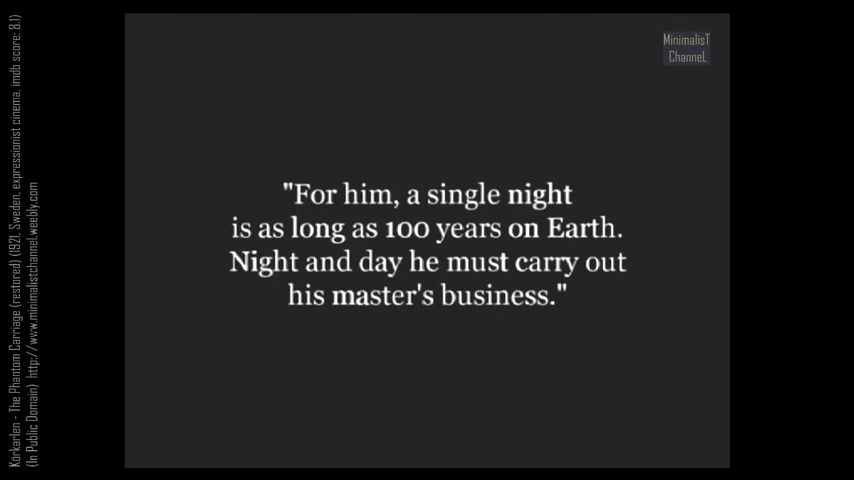 Körkarlen - The Phantom Carriage (restored) (1921, Sweden, expressionist cinema, imdb score: 8.1)
(In Public Domain) http://www.minimalistchannel.weebly.com
MinimalisT
ChanneL
"For him, a single night
is as long as 100 years on Earth.
Night and day he must carry out
his master's business."